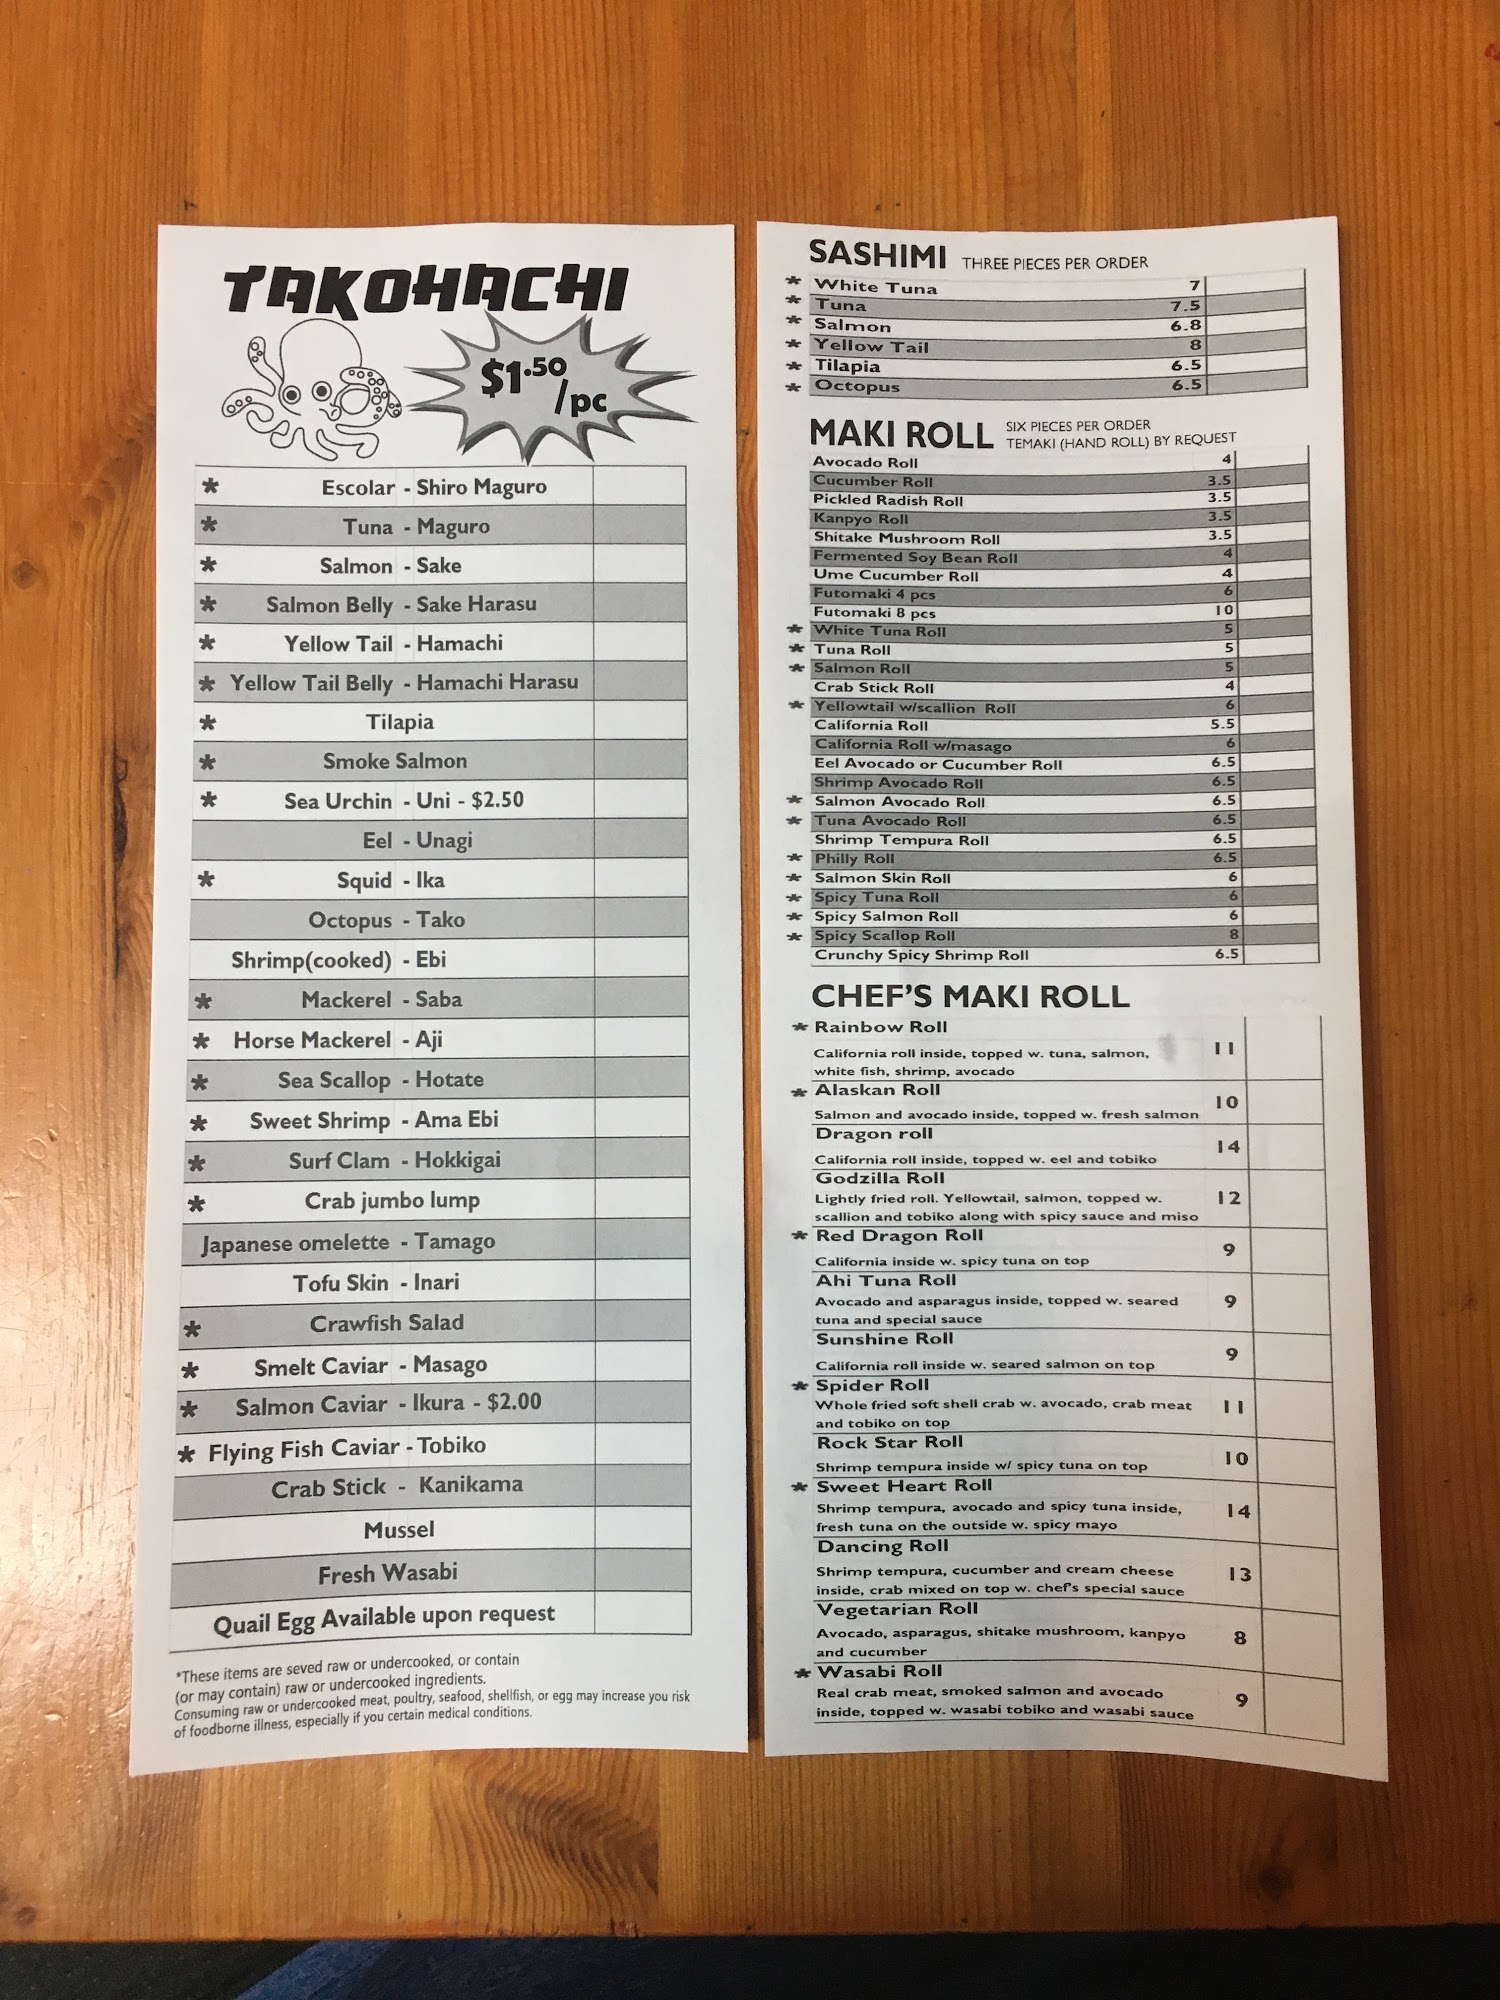 TAKOHACHI
$1.50/pc
* Escolar - Shiro Maguro
* Tuna - Maguro
* Salmon - Sake
* Salmon Belly - Sake Harasu
* Yellow Tail - Hamachi
* Yellow Tail Belly - Hamachi Harasu
* Tilapia
* Smoke Salmon
* Sea Urchin - Uni - $2.50
Eel - Unagi
* Squid - Ika
Octopus - Tako
Shrimp(cooked) - Ebi
* Mackerel - Saba
* Horse Mackerel - Aji
* Sea Scallop - Hotate
* Sweet Shrimp - Ama Ebi
* Surf Clam - Hokkigai
* Crab jumbo lump
Japanese omelette - Tamago
Tofu Skin - Inari
* Crawfish Salad
* Smelt Caviar - Masago
* Salmon Caviar - Ikura - $2.00
* Flying Fish Caviar - Tobiko
Crab Stick - Kanikama
Mussel
Fresh Wasabi
Quail Egg Available upon request
*These items are seved raw or undercooked, or contain
(or may contain) raw or undercooked ingredients.
Consuming raw or undercooked meat, poultry, seafood, shellfish, or egg may increase you risk
of foodborne illness, especially if you certain medical conditions.
SASHIMI THREE PIECES PER ORDER
* White Tuna 7
* Tuna 7.5
* Salmon 6.8
* Yellow Tail 8
* Tilapia 6.5
* Octopus 6.5
MAKI ROLL SIX PIECES PER ORDER
TEMAKI (HAND ROLL) BY REQUEST
Avocado Roll 4
Cucumber Roll 3.5
Pickled Radish Roll 3.5
Kanpyo Roll 3.5
Shitake Mushroom Roll 3.5
Fermented Soy Bean Roll 4
Ume Cucumber Roll 4
Futomaki 4 pcs 6
Futomaki 8 pcs 10
* White Tuna Roll 5
* Tuna Roll 5
* Salmon Roll 5
Crab Stick Roll 4
* Yellowtail w/scallion Roll 6
California Roll 5.5
California Roll w/masago 6
Eel Avocado or Cucumber Roll 6.5
Shrimp Avocado Roll 6.5
* Salmon Avocado Roll 6.5
* Tuna Avocado Roll 6.5
Shrimp Tempura Roll 6.5
* Philly Roll 6.5
* Salmon Skin Roll 6
* Spicy Tuna Roll 6
* Spicy Salmon Roll 6
* Spicy Scallop Roll 8
Crunchy Spicy Shrimp Roll 6.5
CHEF'S MAKI ROLL
* Rainbow Roll
California roll inside, topped w. tuna, salmon, 11
white fish, shrimp, avocado
* Alaskan Roll 10
Salmon and avocado inside, topped w. fresh salmon
Dragon roll 14
California roll inside, topped w. eel and tobiko
Godzilla Roll
Lightly fried roll. Yellowtail, salmon, topped w. 12
scallion and tobiko along with spicy sauce and miso
* Red Dragon Roll 9
California inside w. spicy tuna on top
Ahi Tuna Roll
Avocado and asparagus inside, topped w. seared 9
tuna and special sauce
Sunshine Roll 9
California roll inside w. seared salmon on top
* Spider Roll
Whole fried soft shell crab w. avocado, crab meat 11
and tobiko on top
Rock Star Roll 10
Shrimp tempura inside w/ spicy tuna on top
* Sweet Heart Roll
Shrimp tempura, avocado and spicy tuna inside, 14
fresh tuna on the outside w. spicy mayo
Dancing Roll
Shrimp tempura, cucumber and cream cheese 13
inside, crab mixed on top w. chef's special sauce
Vegetarian Roll
Avocado, asparagus, shitake mushroom, kanpyo 8
and cucumber
* Wasabi Roll
Real crab meat, smoked salmon and avocado 9
inside, topped w. wasabi tobiko and wasabi sauce